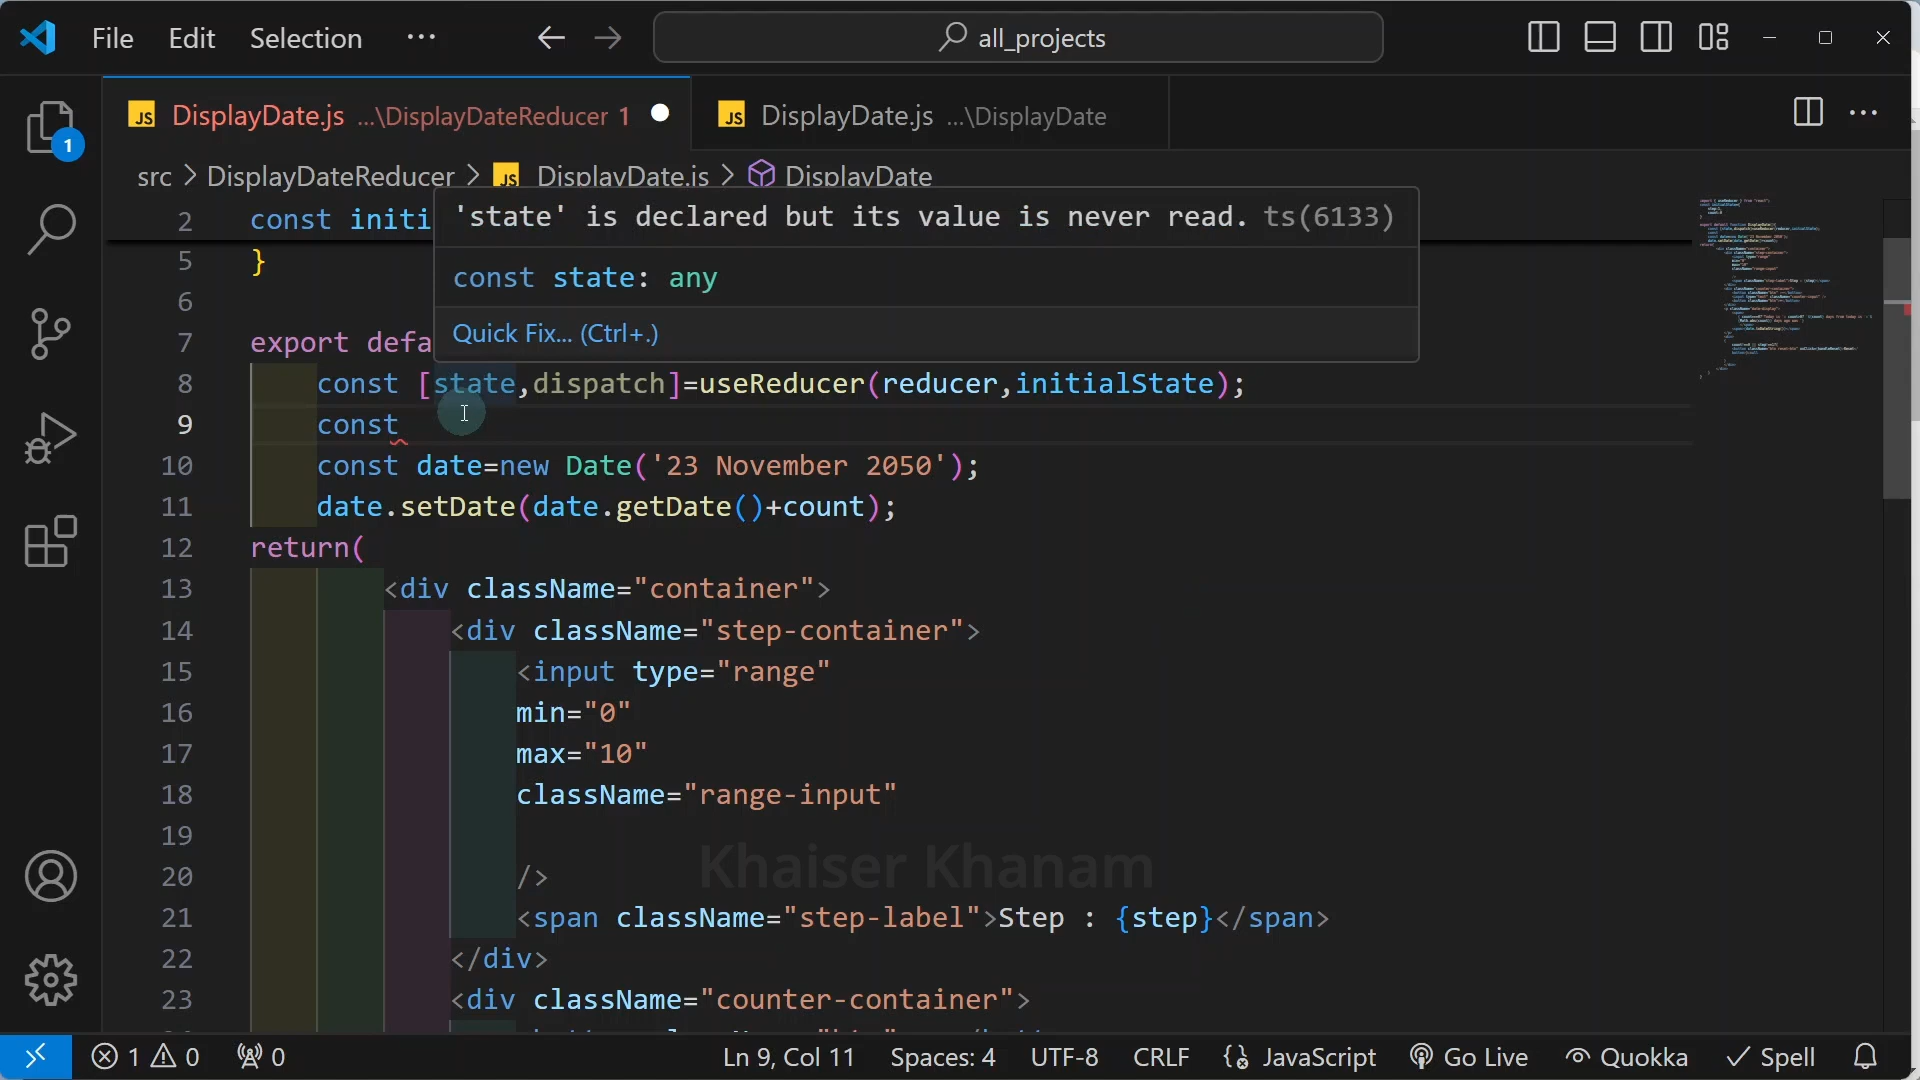 File Edit Selection ··· all_projects
JS DisplayDate.js ...\DisplayDateReducer 1 JS DisplayDate.js ...\DisplayDate ···
1
src > DisplayDateReducer > JS DisplayDate.js > DisplayDate
2 const initi
'state' is declared but its value is never read. ts(6133)
5 }
const state: any
6
Quick Fix... (Ctrl+.)
7 export defa
8 const [state,dispatch]=useReducer(reducer,initialState);
9 const
10 const date=new Date('23 November 2050');
11 date.setDate(date.getDate()+count);
12 return(
13 <div className="container">
14 <div className="step-container">
15 <input type="range"
16 min="0"
17 max="10"
18 className="range-input"
19
20 />
Khaiser Khanam
21 <span className="step-label">Step : {step}</span>
22 </div>
23 <div className="counter-container">
1 0 0 Ln 9, Col 11 Spaces: 4 UTF-8 CRLF JavaScript Go Live Quokka Spell